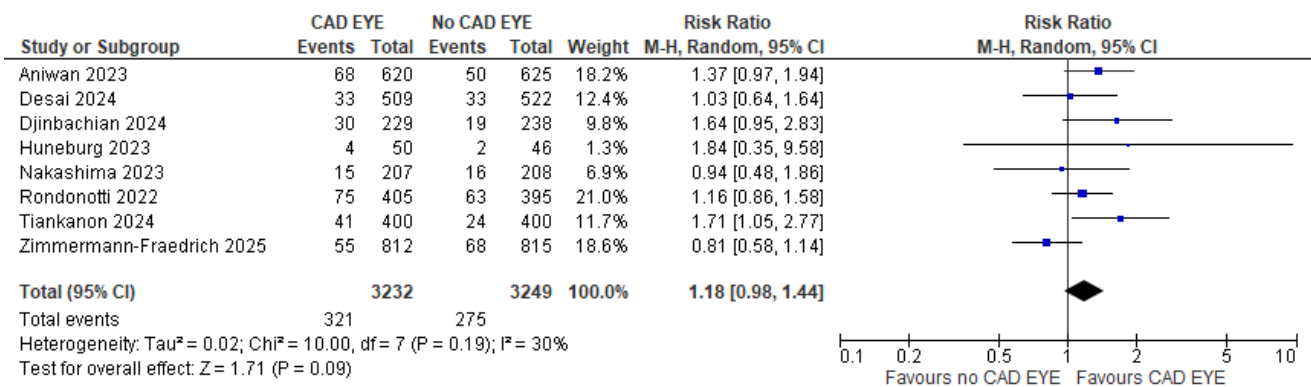 CAD EYE No CAD EYE Risk Ratio Risk Ratio
Study or Subgroup Events Total Events Total Weight M-H, Random, 95% CI M-H, Random, 95% CI
Aniwan 2023 68 620 50 625 18.2% 1.37 [0.97, 1.94]
Desai 2024 33 509 33 522 12.4% 1.03 [0.64, 1.64]
Djinbachian 2024 30 229 19 238 9.8% 1.64 [0.95, 2.83]
Huneburg 2023 4 50 2 46 1.3% 1.84 [0.35, 9.58]
Nakashima 2023 15 207 16 208 6.9% 0.94 [0.48, 1.86]
Rondonotti 2022 75 405 63 395 21.0% 1.16 [0.86, 1.58]
Tiankanon 2024 41 400 24 400 11.7% 1.71 [1.05, 2.77]
Zimmermann-Fraedrich 2025 55 812 68 815 18.6% 0.81 [0.58, 1.14]
Total (95% CI) 3232 3249 100.0% 1.18 [0.98, 1.44]
Total events 321 275
Heterogeneity: Tau² = 0.02; Chi² = 10.00, df = 7 (P = 0.19); I² = 30%
Test for overall effect: Z = 1.71 (P = 0.09)
0.1 0.2 0.5 1 2 5 10
Favours no CAD EYE Favours CAD EYE